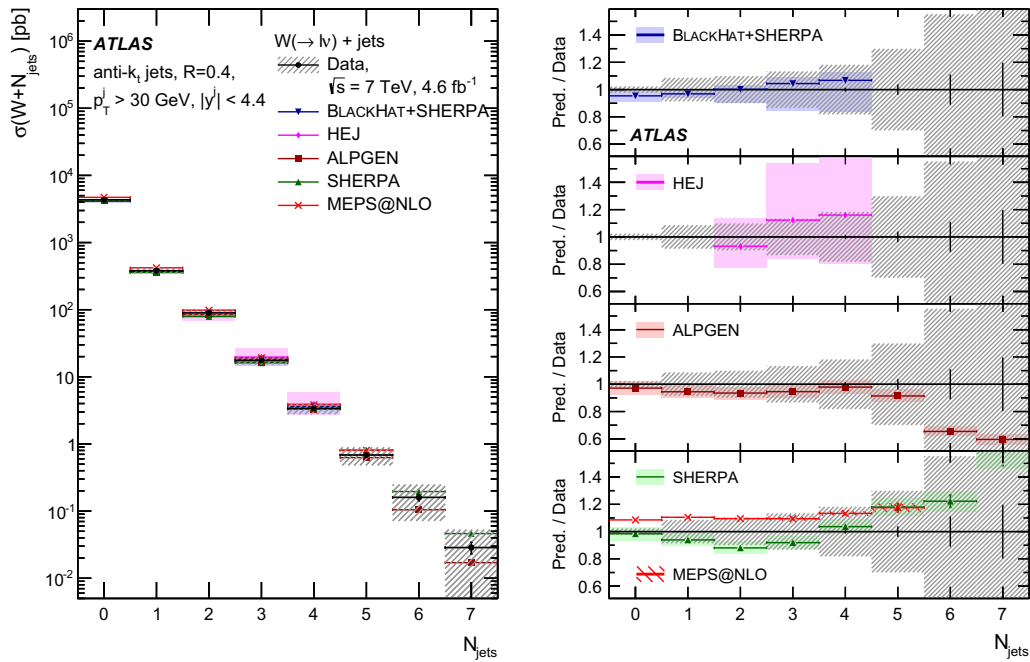 σ(W+N_jets) [pb]
10^6
10^5
10^4
10^3
10^2
10
1
10^-1
10^-2
ATLAS
anti-k_t jets, R=0.4,
p_T^j > 30 GeV, |y^j| < 4.4
W(→ lν) + jets
Data,
√s = 7 TeV, 4.6 fb^-1
BLACKHAT+SHERPA
HEJ
ALPGEN
SHERPA
MEPS@NLO
0 1 2 3 4 5 6 7
N_jets
Pred. / Data
1.4
1.2
1
0.8
0.6
BLACKHAT+SHERPA
ATLAS
Pred. / Data
1.4
1.2
1
0.8
0.6
HEJ
Pred. / Data
1.4
1.2
1
0.8
0.6
ALPGEN
Pred. / Data
1.4
1.2
1
0.8
0.6
SHERPA
MEPS@NLO
0 1 2 3 4 5 6 7
N_jets